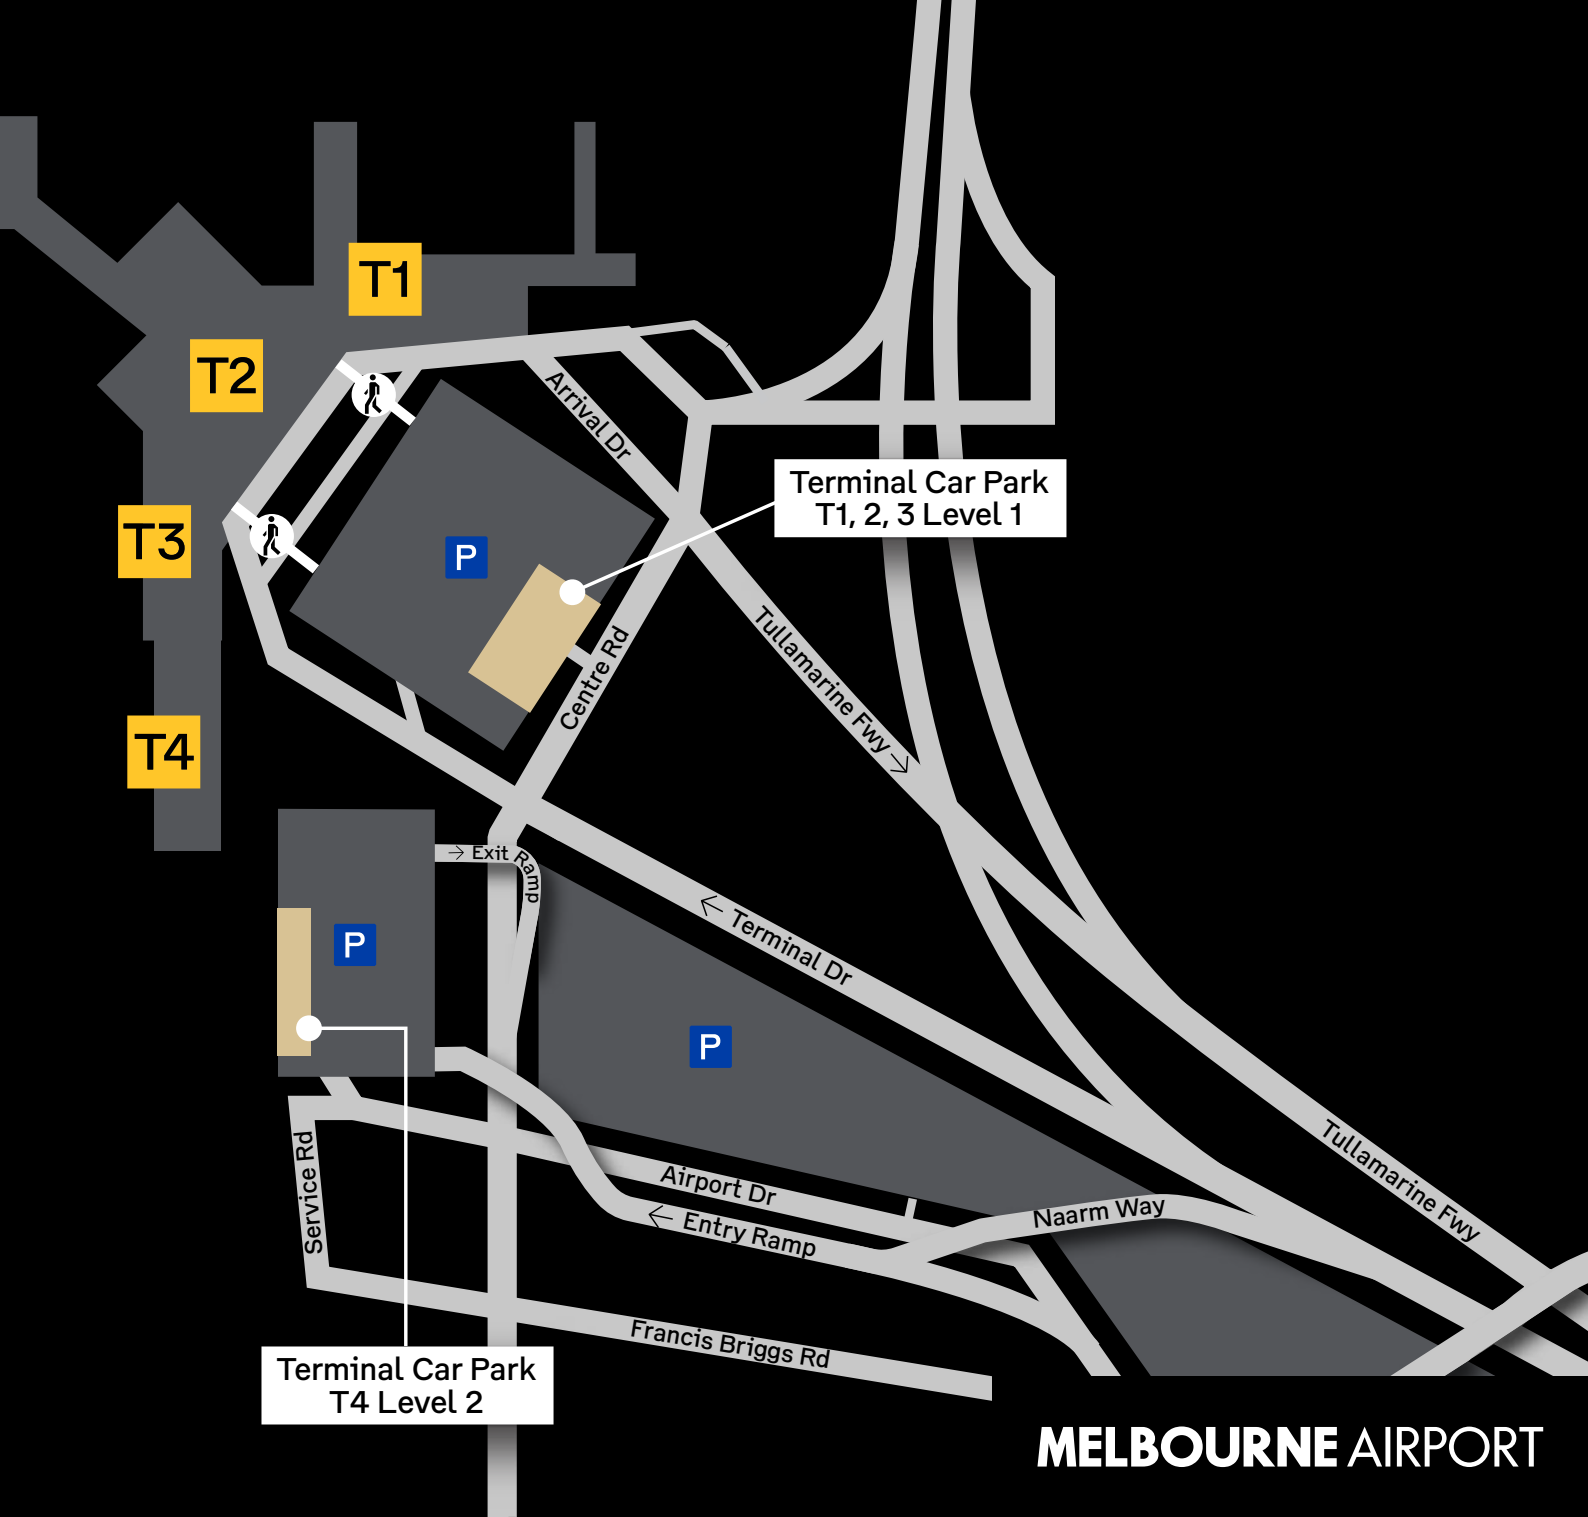 T1
T2
Arrival Dr
Terminal Car Park
T1, 2, 3 Level 1
T3
P
Tullamarine Fwy →
Centre Rd
T4
→ Exit Ramp
← Terminal Dr
P
P
Tullamarine Fwy
Service Rd
Airport Dr
Naarm Way
← Entry Ramp
Francis Briggs Rd
Terminal Car Park
T4 Level 2
MELBOURNE AIRPORT